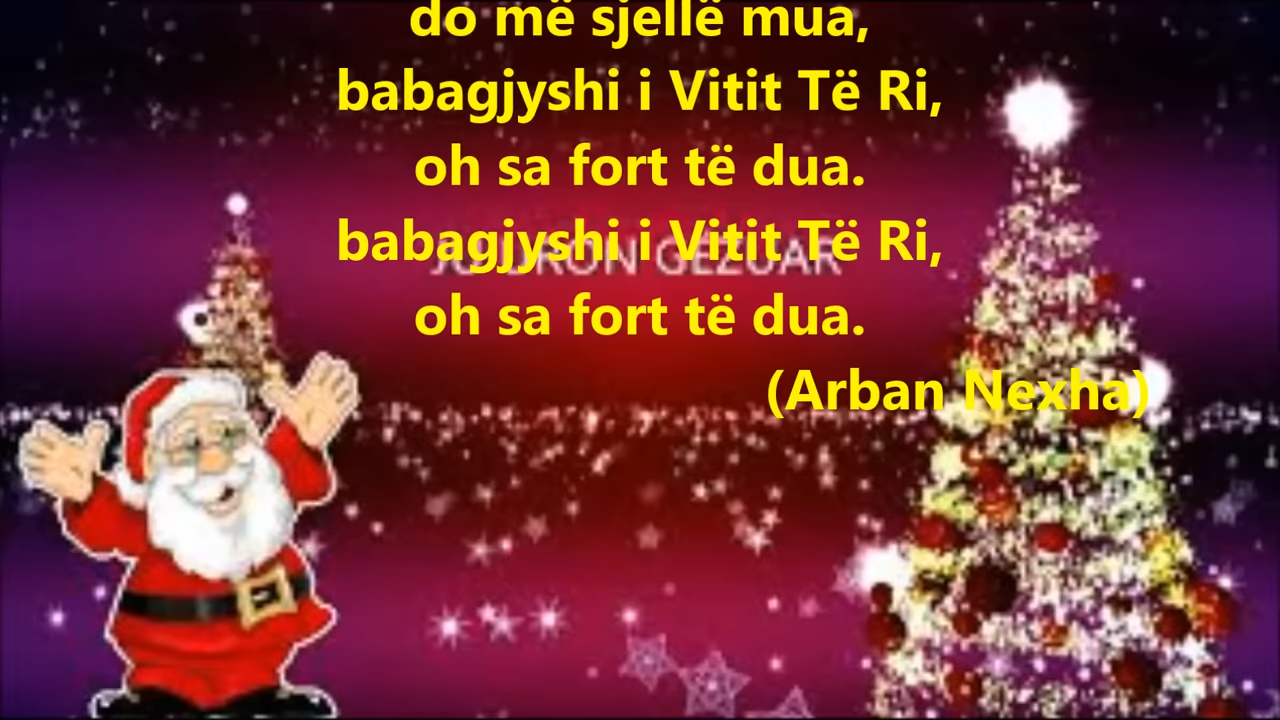 do më sjellë mua,
babagjyshi i Vitit Të Ri,
oh sa fort të dua.
babagjyshi i Vitit Të Ri,
GËZUAR
oh sa fort të dua.
(Arban Nexha)